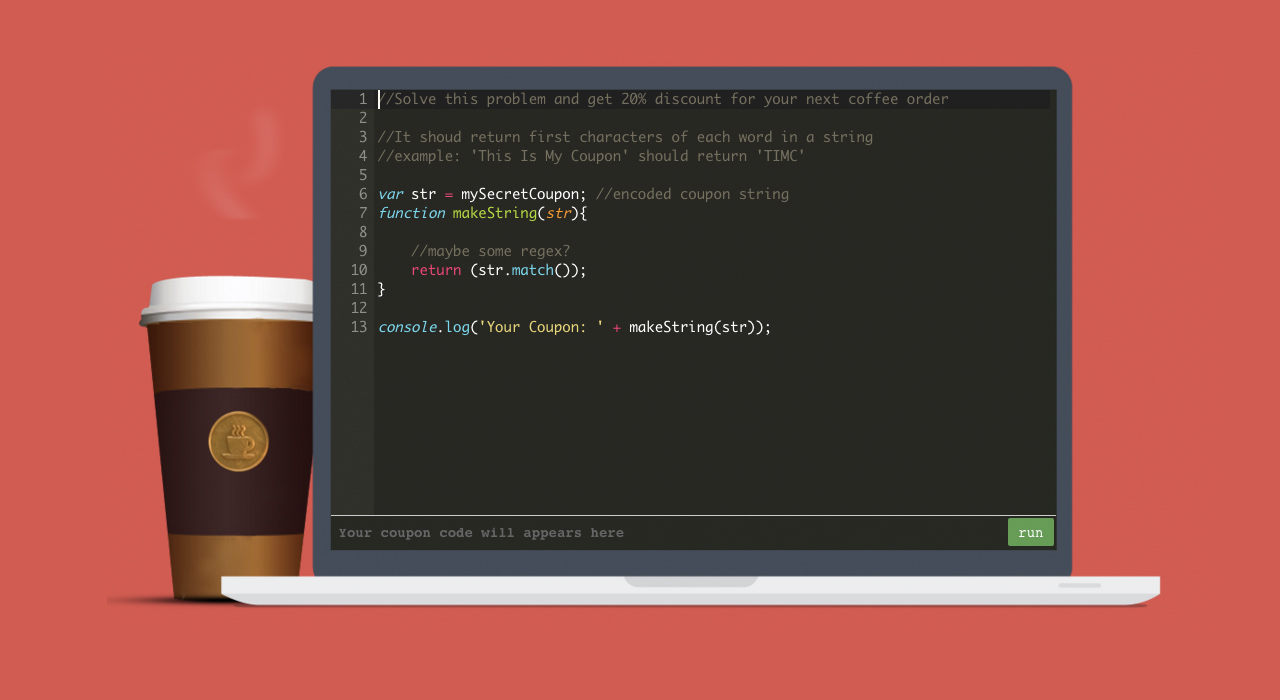 1 //Solve this problem and get 20% discount for your next coffee order
2
3 //It shoud return first characters of each word in a string
4 //example: 'This Is My Coupon' should return 'TIMC'
5
6 var str = mySecretCoupon; //encoded coupon string
7 function makeString(str){
8
9     //maybe some regex?
10     return (str.match());
11 }
12
13 console.log('Your Coupon: ' + makeString(str));
Your coupon code will appears here
run